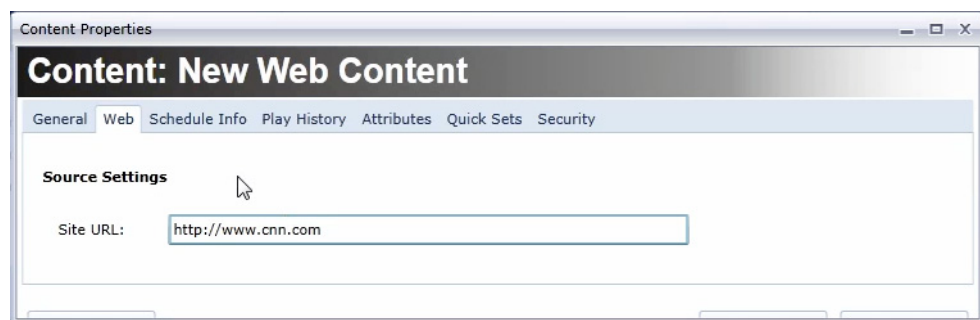 Content Properties
Content: New Web Content
General Web Schedule Info Play History Attributes Quick Sets Security
Source Settings
Site URL: http://www.cnn.com